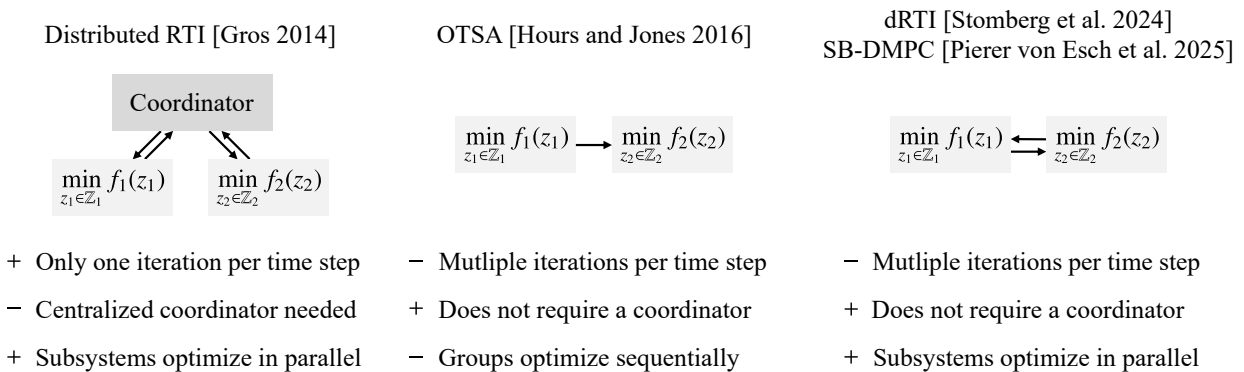 Distributed RTI [Gros 2014]
Coordinator
min f₁(z₁)
z₁∈ℤ₁
min f₂(z₂)
z₂∈ℤ₂
+ Only one iteration per time step
− Centralized coordinator needed
+ Subsystems optimize in parallel
OTSA [Hours and Jones 2016]
min f₁(z₁)
z₁∈ℤ₁
min f₂(z₂)
z₂∈ℤ₂
− Mutliple iterations per time step
+ Does not require a coordinator
− Groups optimize sequentially
dRTI [Stomberg et al. 2024]
SB-DMPC [Pierer von Esch et al. 2025]
min f₁(z₁)
z₁∈ℤ₁
min f₂(z₂)
z₂∈ℤ₂
− Mutliple iterations per time step
+ Does not require a coordinator
+ Subsystems optimize in parallel